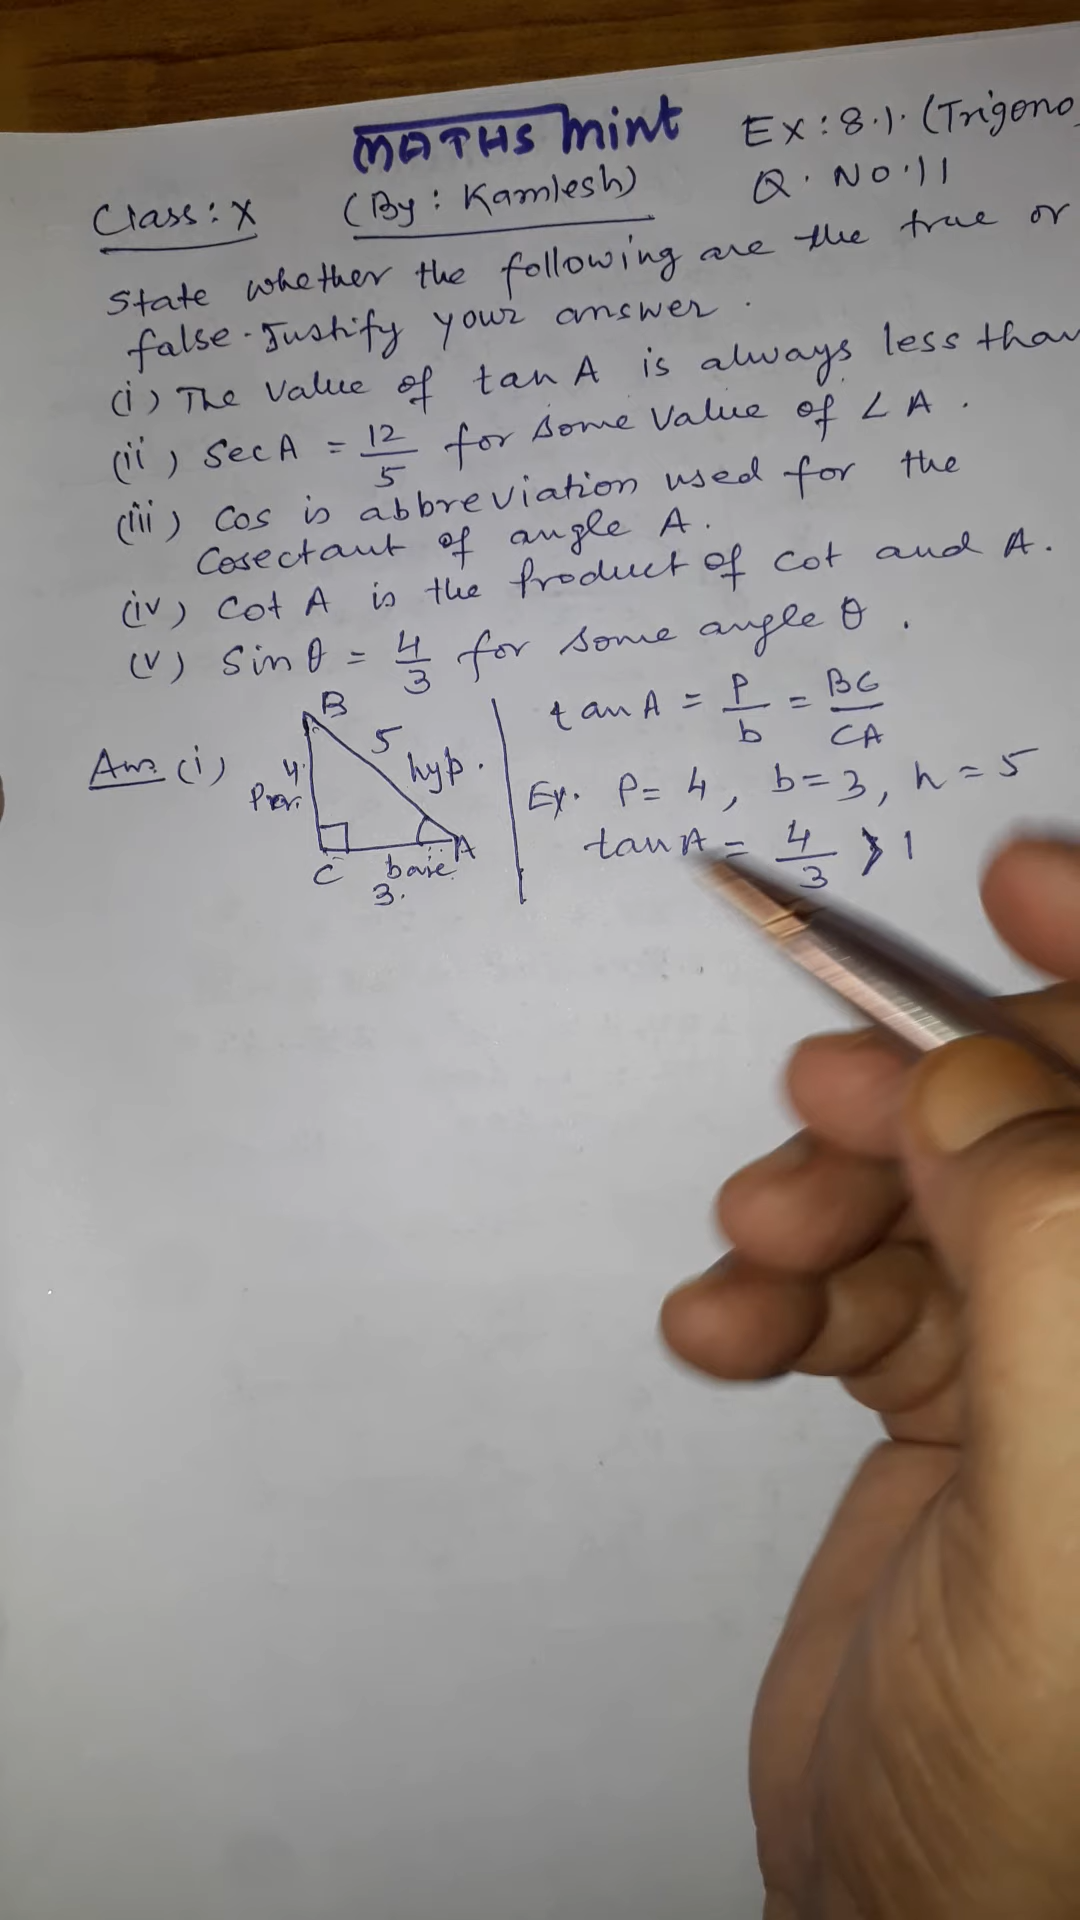 MATHS Mint
Ex: 8.1. (Trigono
Class: X
(By: Kamlesh)
Q. No. 11
State whether the following are the true or
false. Justify your answer.
(i) The value of tan A is always less than
(ii) Sec A = 12/5 for some value of ∠A.
(iii) Cos is abbreviation used for the
Cosectant of angle A.
(iv) Cot A is the product of cot and A.
(v) Sin θ = 4/3 for some angle θ.
Ans (i)
B
4
5
hyp.
Per.
C
base
A
3.
tan A = P/b = BC/CA
Ex. P = 4, b = 3, h = 5
tan A = 4/3 > 1